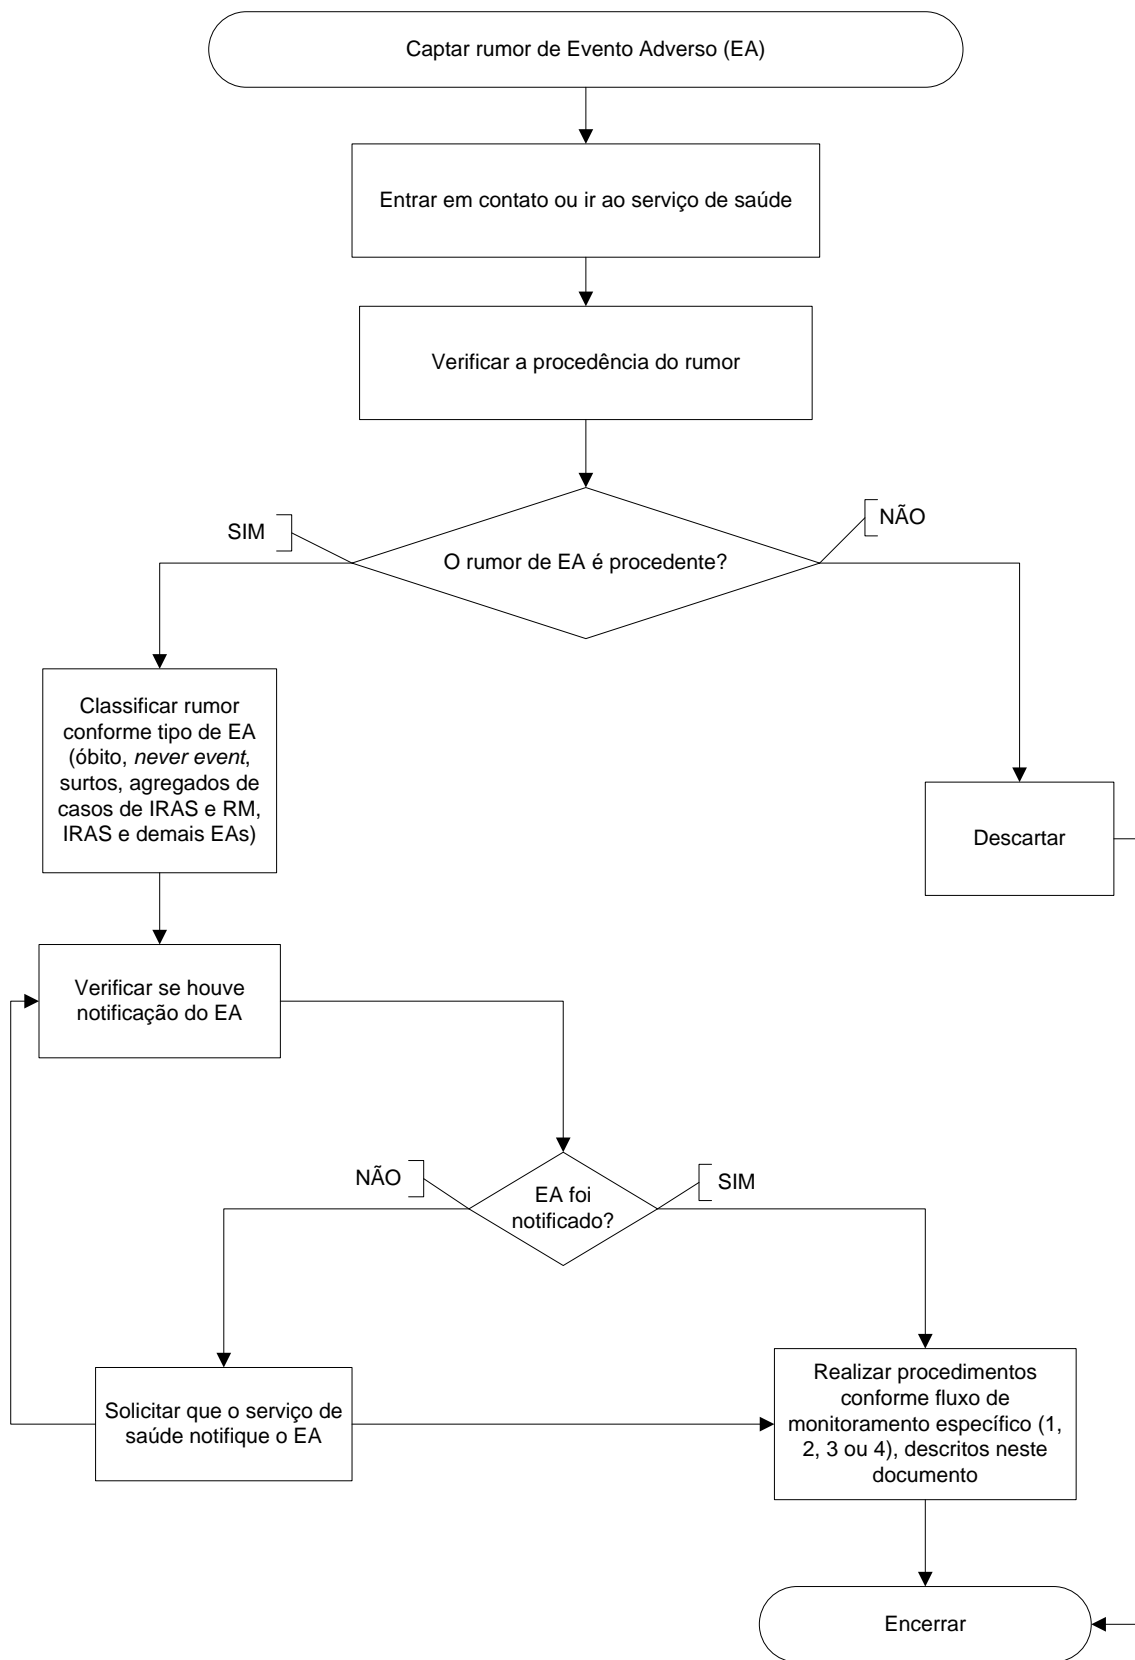 Captar rumor de Evento Adverso (EA)
Entrar em contato ou ir ao serviço de saúde
Verificar a procedência do rumor
SIM
NÃO
O rumor de EA é procedente?
Classificar rumor
conforme tipo de EA
(óbito, never event,
surtos, agregados de
casos de IRAS e RM,
IRAS e demais EAs)
Descartar
Verificar se houve
notificação do EA
NÃO
SIM
EA foi
notificado?
Solicitar que o serviço de
saúde notifique o EA
Realizar procedimentos
conforme fluxo de
monitoramento específico (1,
2, 3 ou 4), descritos neste
documento
Encerrar